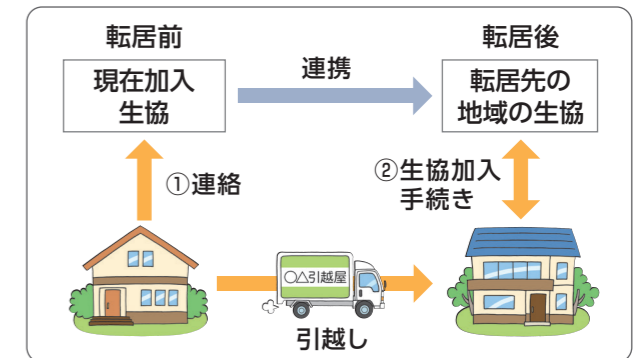 転居前
転居後
現在加入
生協
連携
転居先の
地域の生協
①連絡
②生協加入
手続き
○△引越屋
引越し